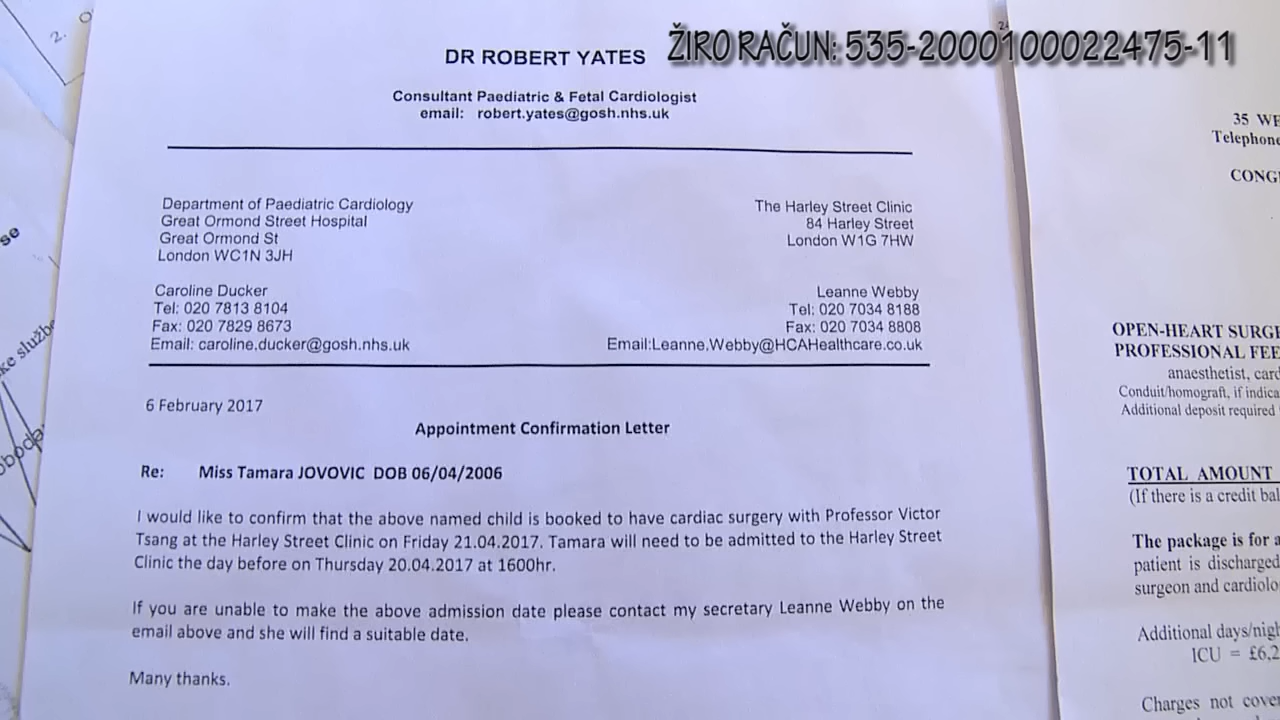 ŽIRO RAČUN: 535-2000100022475-11
DR ROBERT YATES
Consultant Paediatric & Fetal Cardiologist
email: robert.yates@gosh.nhs.uk
Department of Paediatric Cardiology
Great Ormond Street Hospital
Great Ormond St
London WC1N 3JH
Caroline Ducker
Tel: 020 7813 8104
Fax: 020 7829 8673
Email: caroline.ducker@gosh.nhs.uk
The Harley Street Clinic
84 Harley Street
London W1G 7HW
Leanne Webby
Tel: 020 7034 8188
Fax: 020 7034 8808
Email:Leanne.Webby@HCAHealthcare.co.uk
6 February 2017
Appointment Confirmation Letter
Re: Miss Tamara JOVOVIC DOB 06/04/2006
I would like to confirm that the above named child is booked to have cardiac surgery with Professor Victor
Tsang at the Harley Street Clinic on Friday 21.04.2017. Tamara will need to be admitted to the Harley Street
Clinic the day before on Thursday 20.04.2017 at 1600hr.
If you are unable to make the above admission date please contact my secretary Leanne Webby on the
email above and she will find a suitable date.
Many thanks.
35
Telephone
OPEN-HEART
PROFESSIONAL
anaesthetist,
Conduit/homograft, if
Additional deposit required
TOTAL AMOUNT
(If there is a credit
The package is for
patient is discharged
surgeon and
Additional
ICU = £6,2
Charges not
2.
se